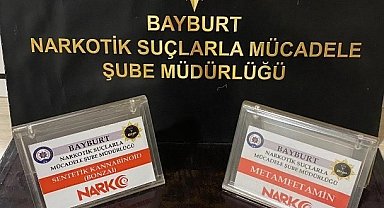 BAYBURT
NARKOTİK SUÇLARLA MÜCADELE
ŞUBE MÜDÜRLÜĞÜ
BAYBURT
NARKOTİK SUÇLARLA
MÜCADELE ŞUBE MÜDÜRLÜĞÜ
SENTETİK KANNABİNOİD
(BONZAİ)
NARKO
BAYBURT
NARKOTİK SUÇLARLA
MÜCADELE ŞUBE MÜDÜRLÜĞÜ
METAMFETAMİN
NARKO